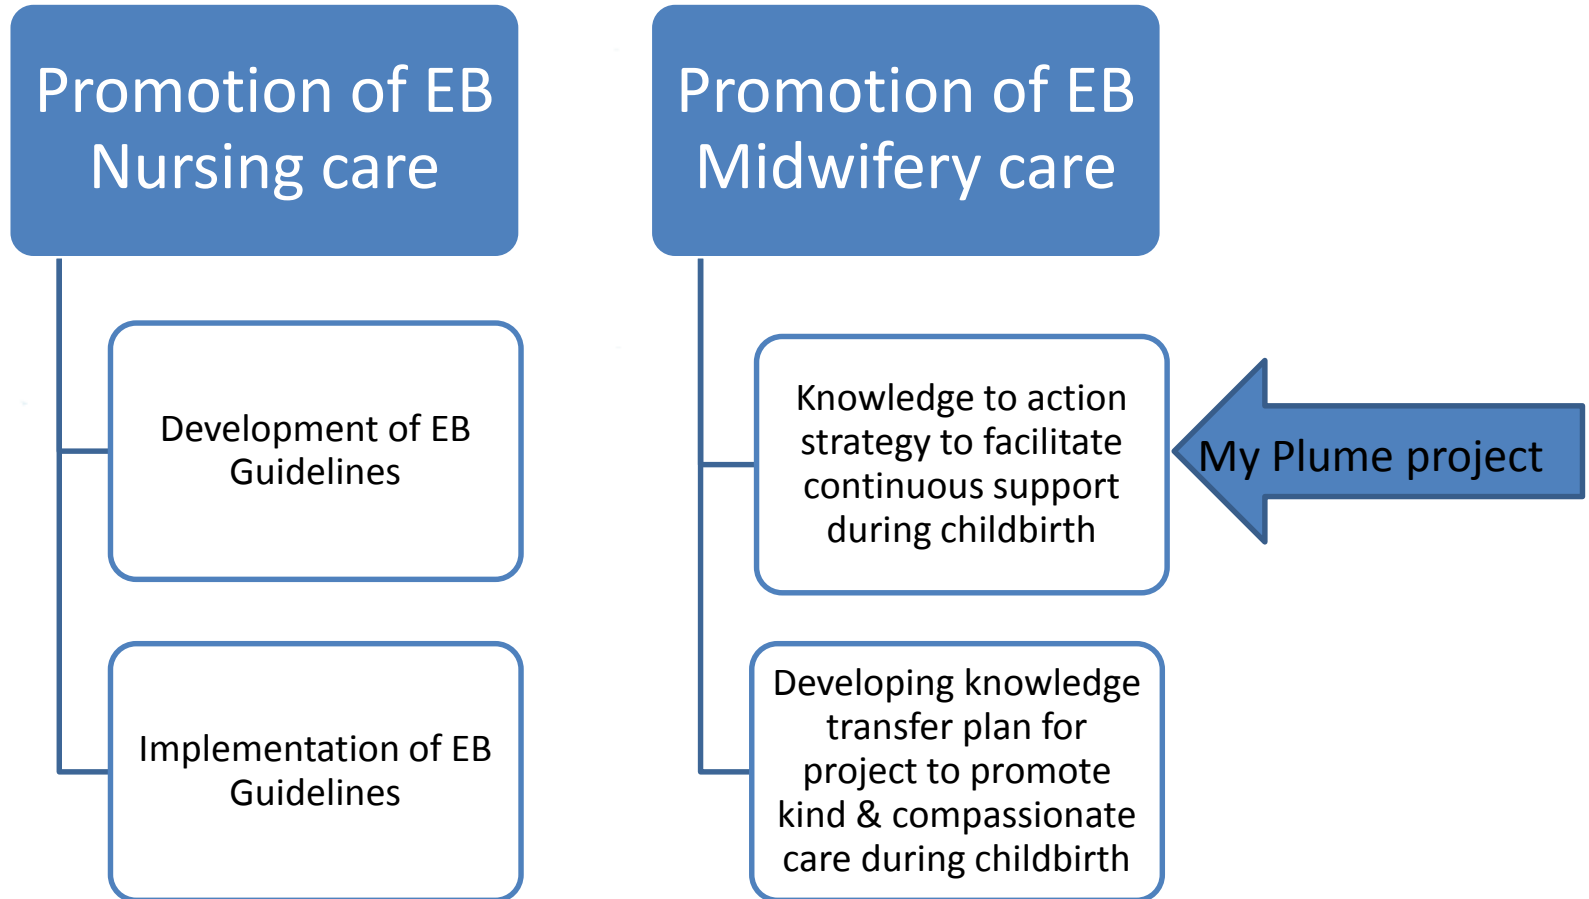 Promotion of EB
Nursing care
Development of EB
Guidelines
Implementation of EB
Guidelines
Promotion of EB
Midwifery care
Knowledge to action
strategy to facilitate
continuous support
during childbirth
My Plume project
Developing knowledge
transfer plan for
project to promote
kind & compassionate
care during childbirth